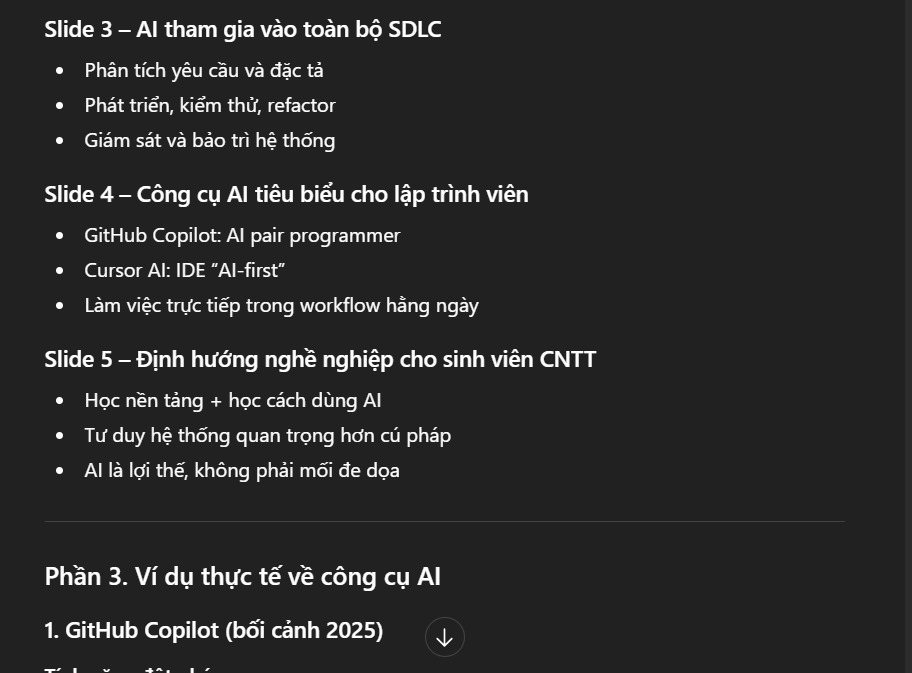 Slide 3 – AI tham gia vào toàn bộ SDLC
• Phân tích yêu cầu và đặc tả
• Phát triển, kiểm thử, refactor
• Giám sát và bảo trì hệ thống
Slide 4 – Công cụ AI tiêu biểu cho lập trình viên
• GitHub Copilot: AI pair programmer
• Cursor AI: IDE “AI-first”
• Làm việc trực tiếp trong workflow hằng ngày
Slide 5 – Định hướng nghề nghiệp cho sinh viên CNTT
• Học nền tảng + học cách dùng AI
• Tư duy hệ thống quan trọng hơn cú pháp
• AI là lợi thế, không phải mối đe dọa
Phần 3. Ví dụ thực tế về công cụ AI
1. GitHub Copilot (bối cảnh 2025)